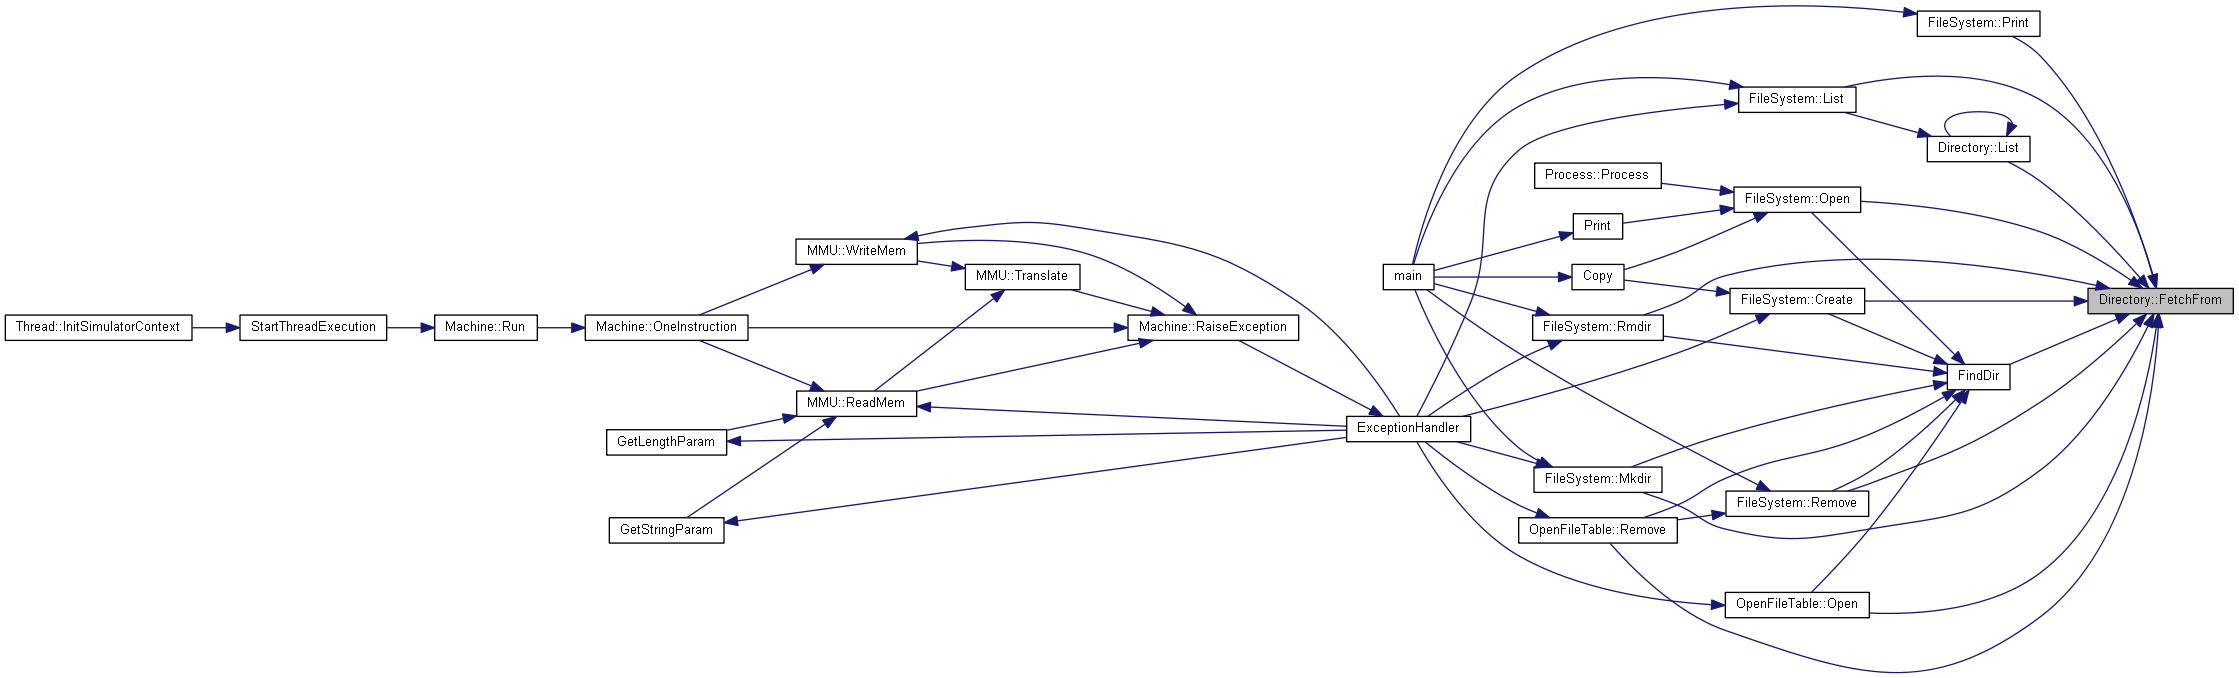 FileSystem::Print
FileSystem::List
Directory::List
Process::Process
FileSystem::Open
Print
MMU::WriteMem
MMU::Translate
main
Copy
FileSystem::Create
Directory::FetchFrom
Thread::InitSimulatorContext
StartThreadExecution
Machine::Run
Machine::OneInstruction
Machine::RaiseException
FileSystem::Rmdir
FindDir
MMU::ReadMem
GetLengthParam
ExceptionHandler
FileSystem::Mkdir
FileSystem::Remove
GetStringParam
OpenFileTable::Remove
OpenFileTable::Open